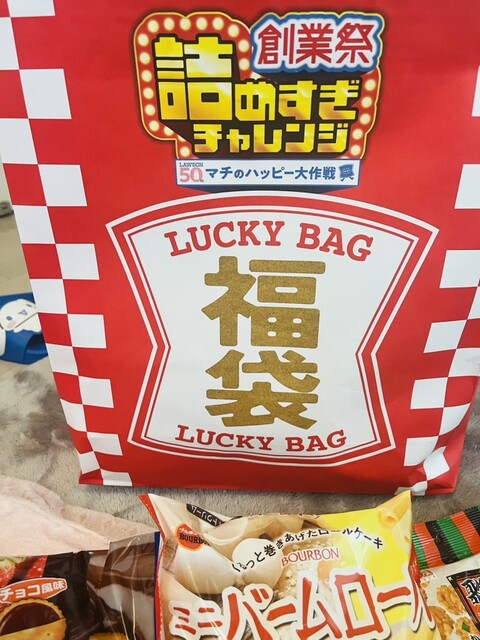 創業祭
詰めすぎ
チャレンジ
LAWSON
50
マチのハッピー大作戦
LUCKY BAG
福袋
LUCKY BAG
BOURBON
くるっと巻きあげたロールケーキ
BOURBON
ミニバームロール
チョコ風味